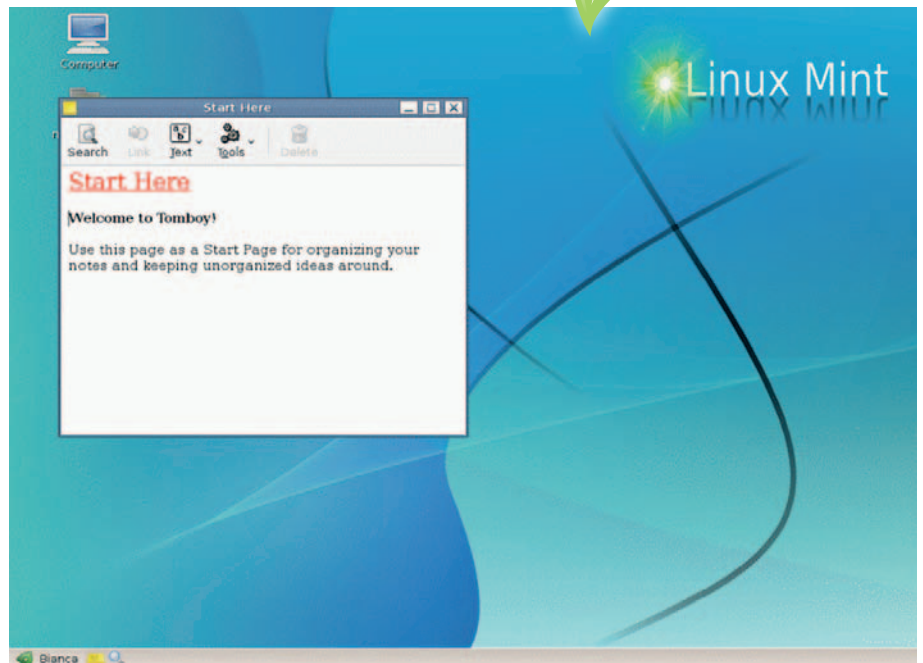 Computer
Linux Mint
Start Here
Search Link Text Tools Delete
Start Here
Welcome to Tomboy!
Use this page as a Start Page for organizing your
notes and keeping unorganized ideas around.
Bianca